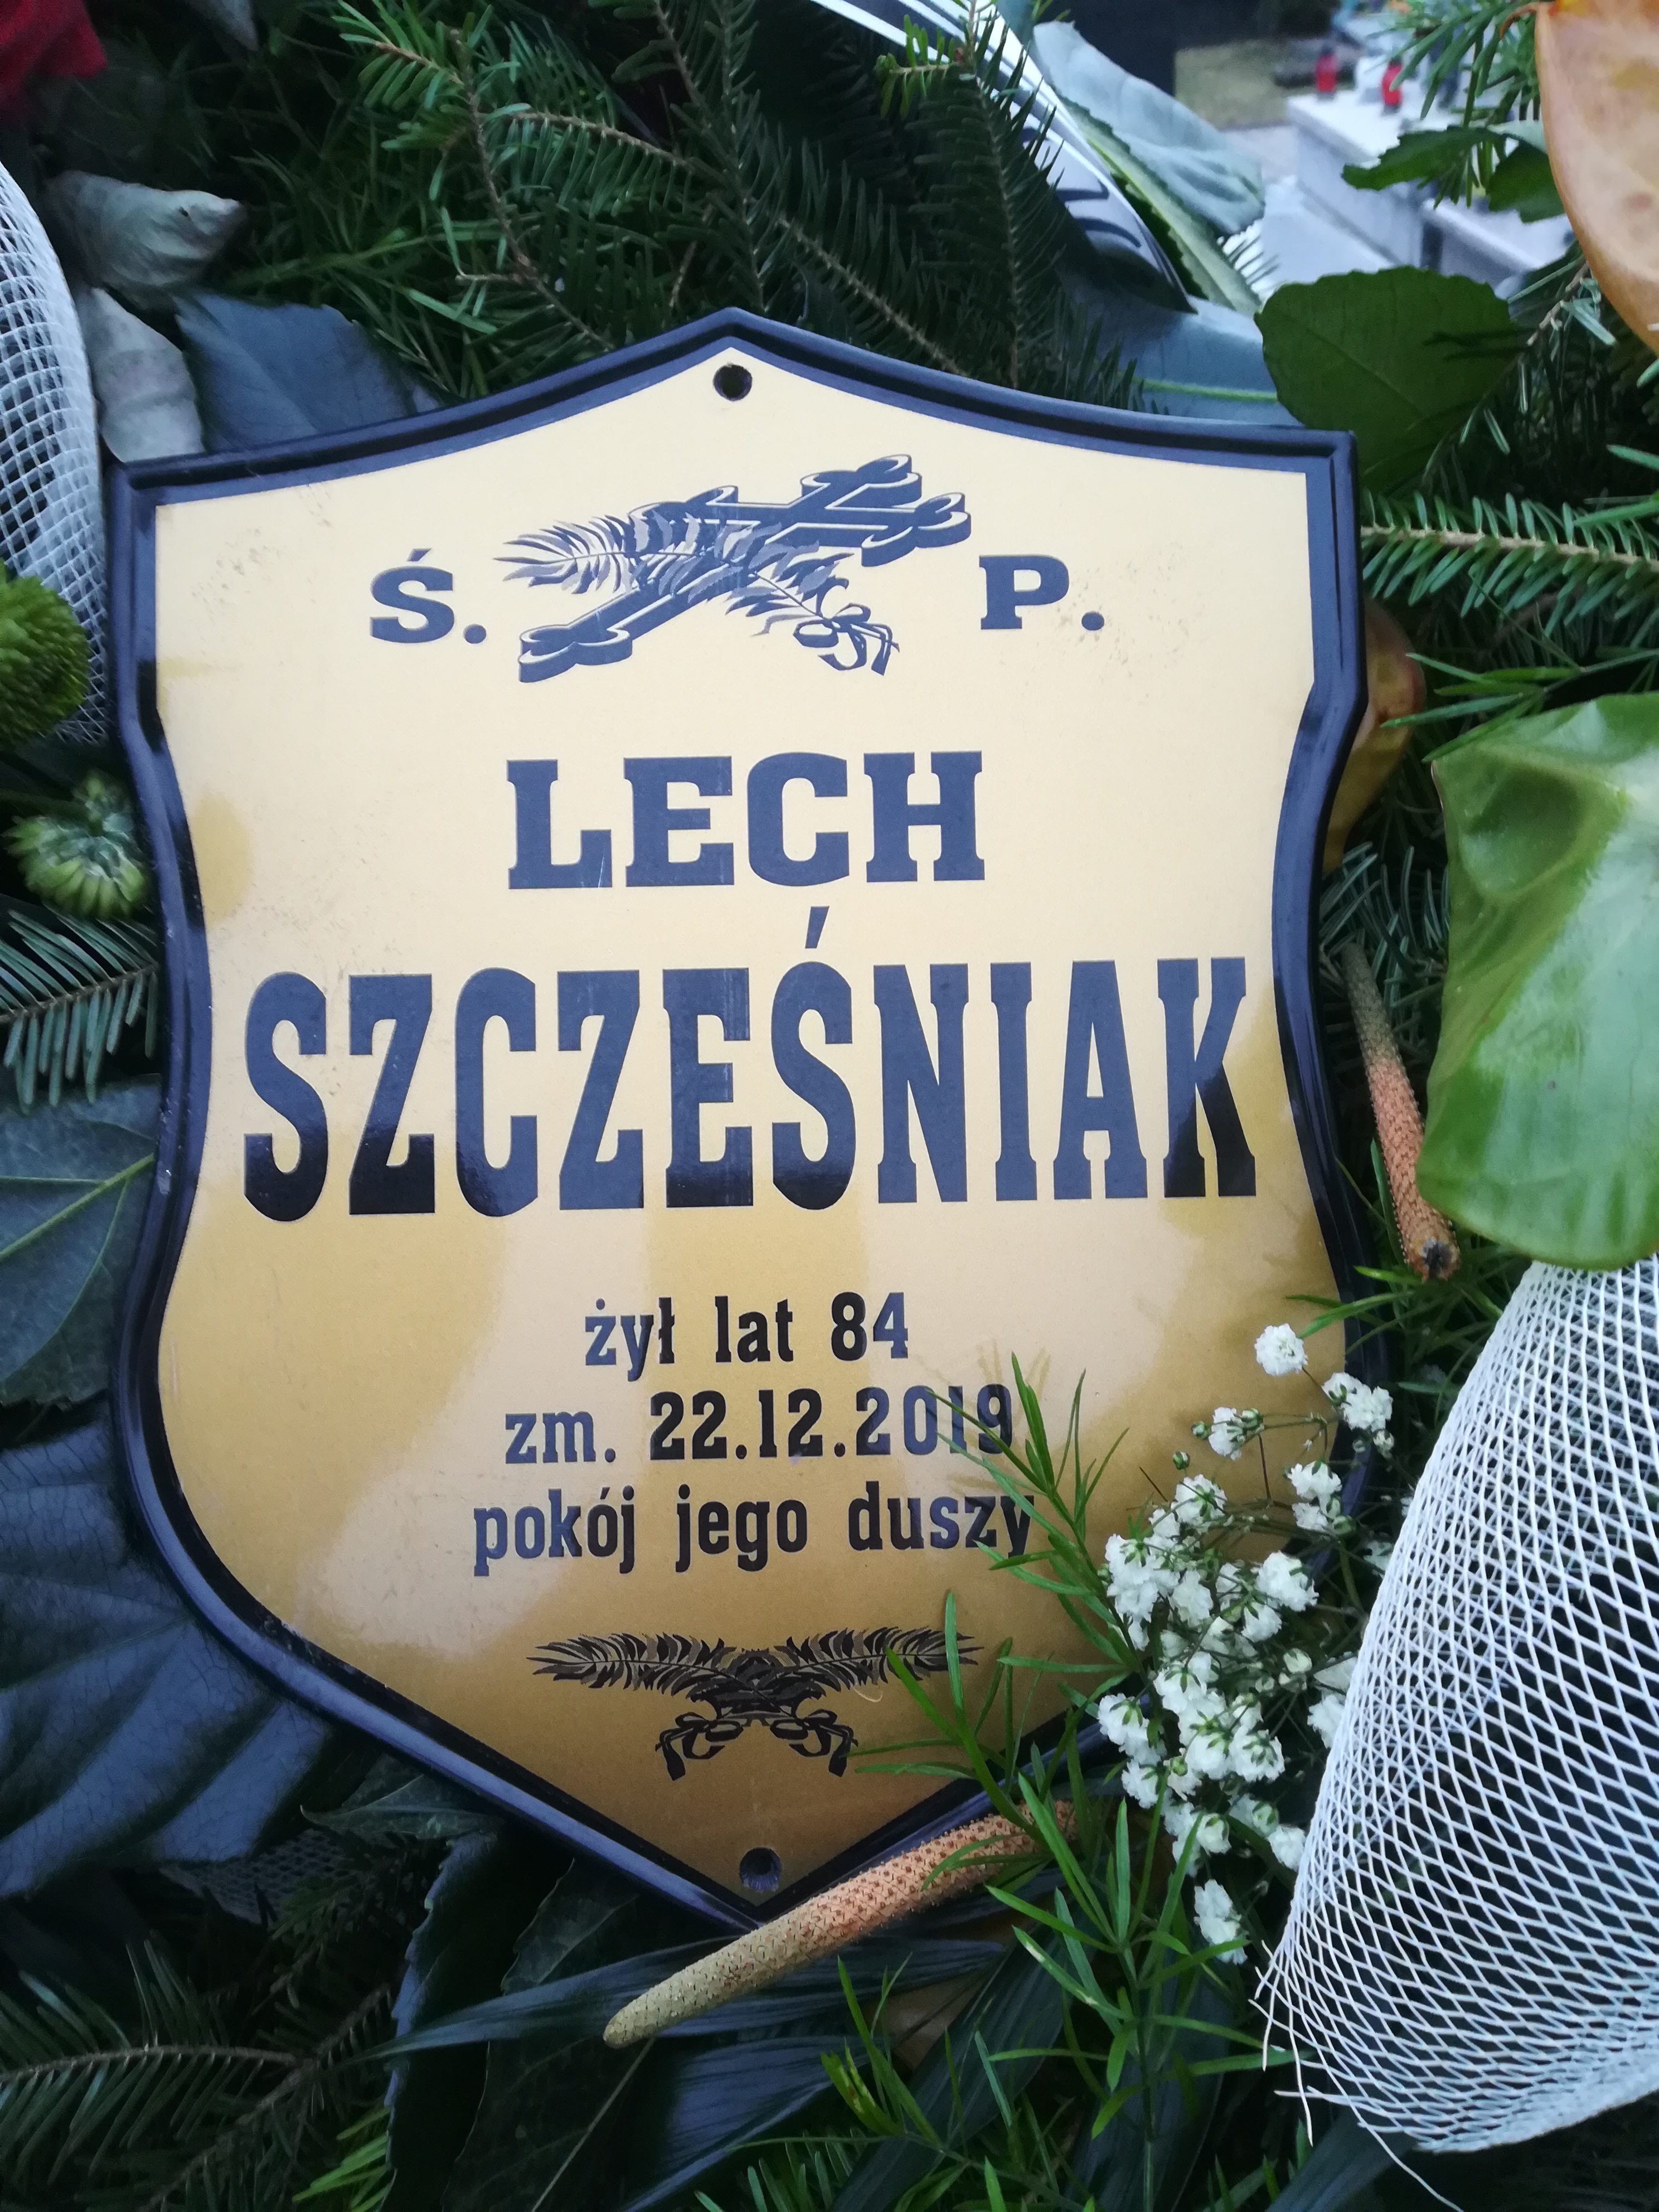 Ś. P.
LECH
SZCZEŚNIAK
żył lat 84
zm. 22.12.2019
pokój jego duszy